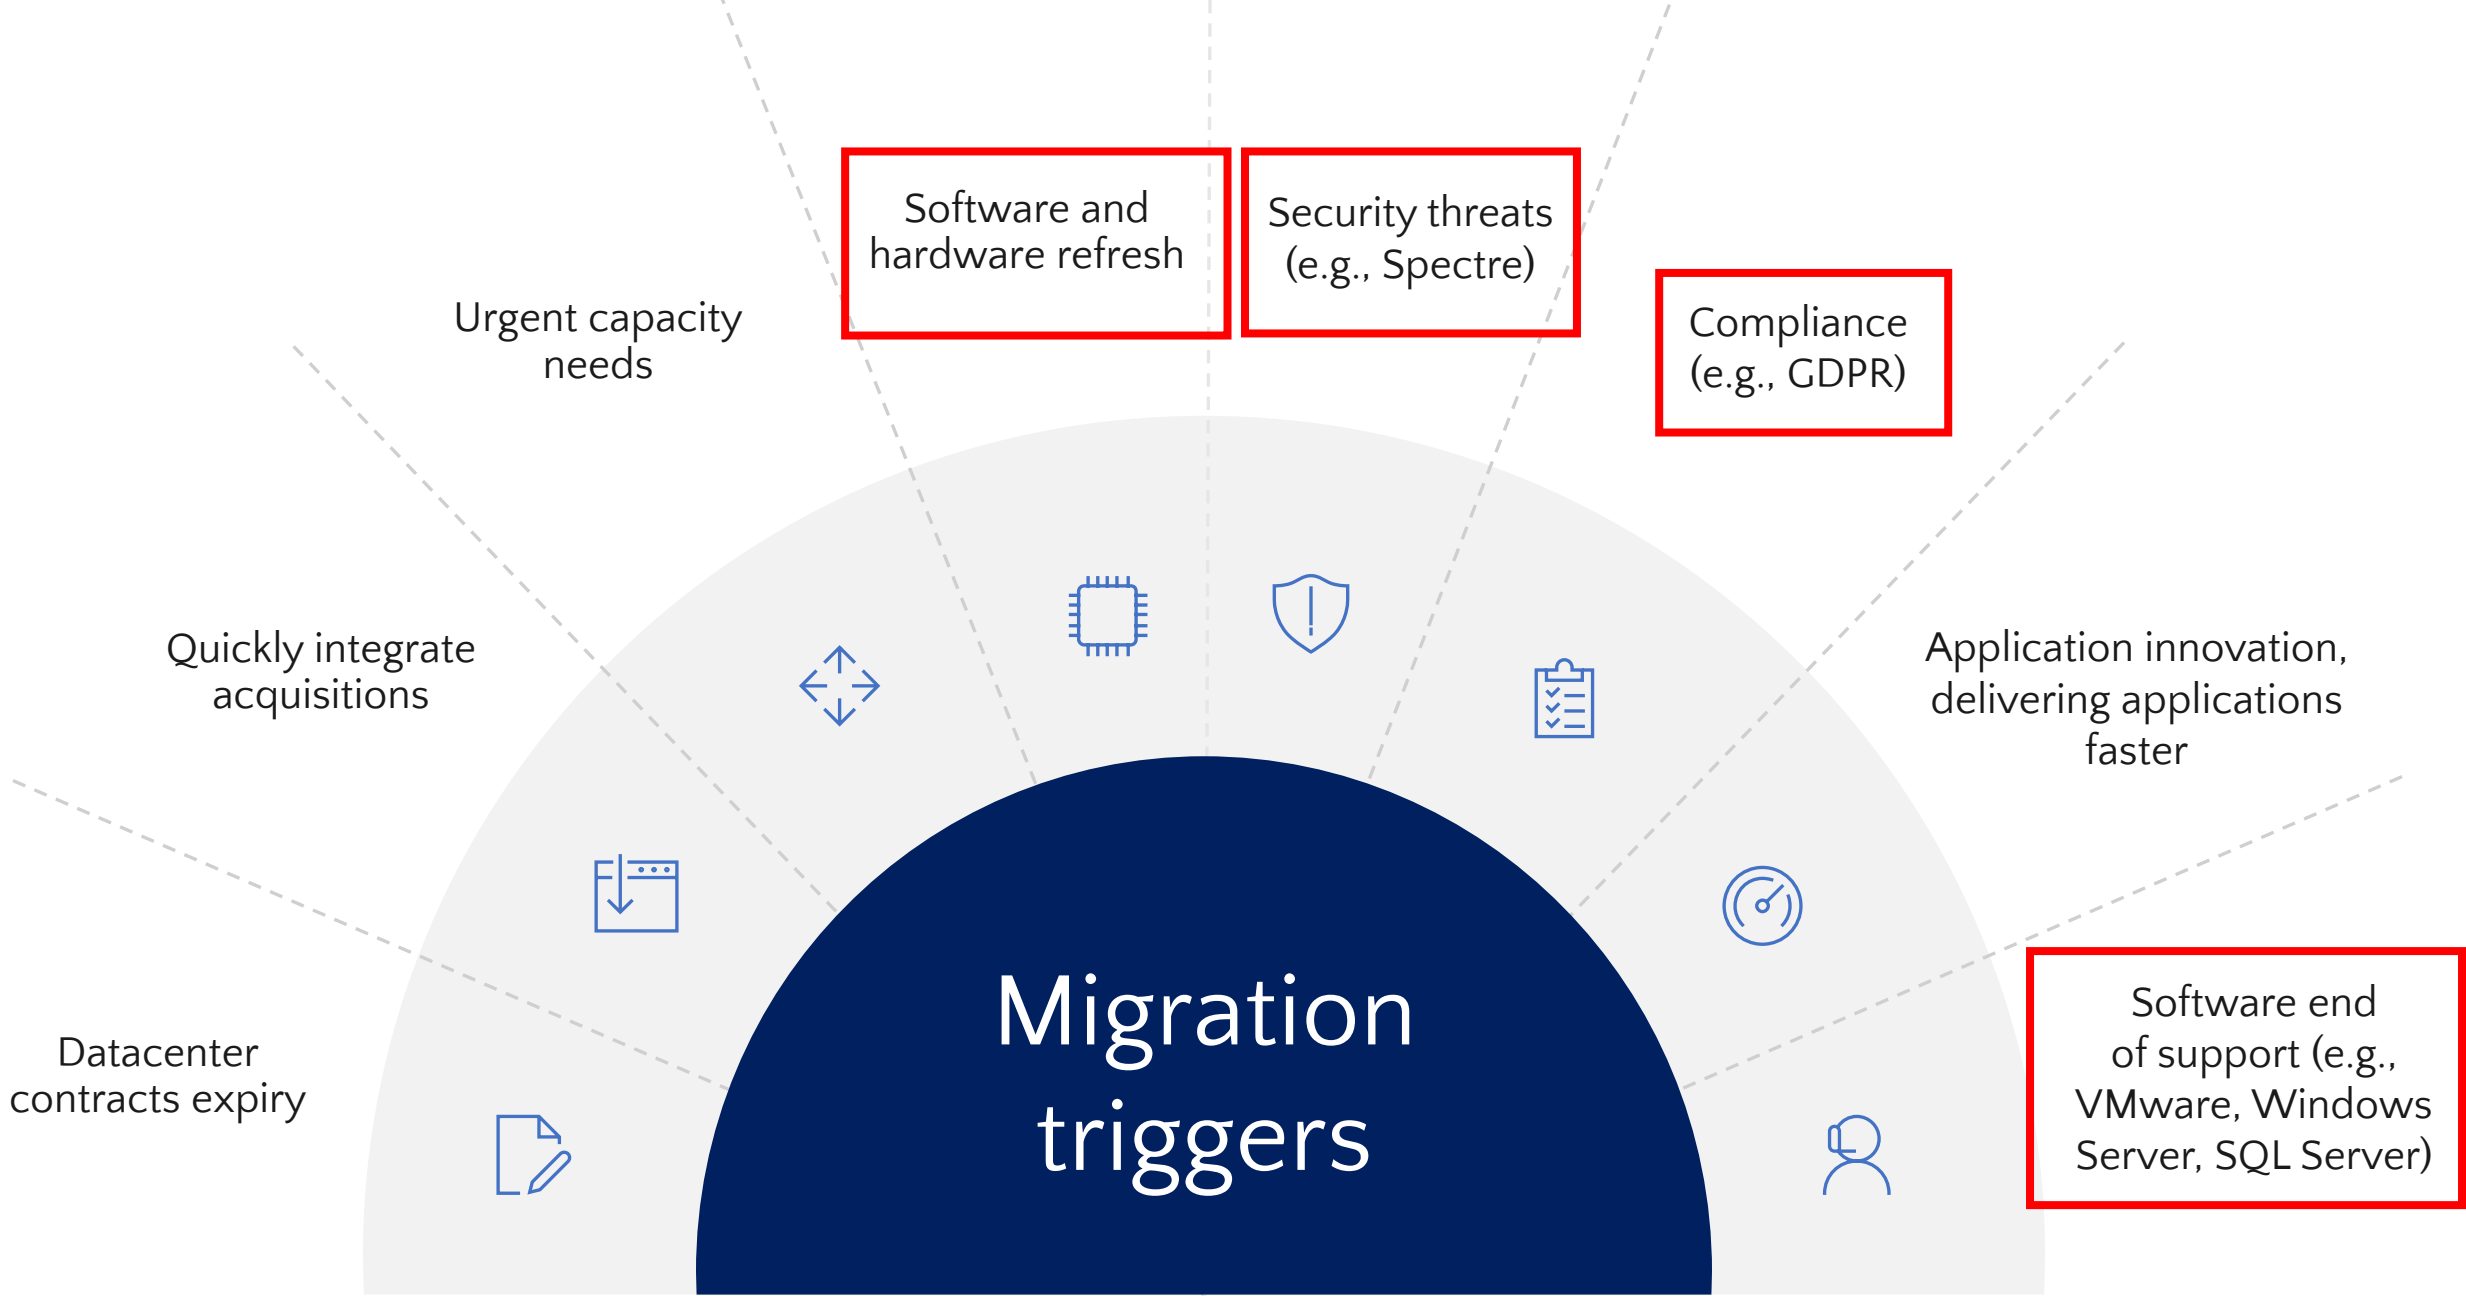 Software and
hardware refresh
Security threats
(e.g., Spectre)
Urgent capacity
needs
Compliance
(e.g., GDPR)
Quickly integrate
acquisitions
Application innovation,
delivering applications
faster
Datacenter
contracts expiry
Migration
triggers
Software end
of support (e.g.,
VMware, Windows
Server, SQL Server)